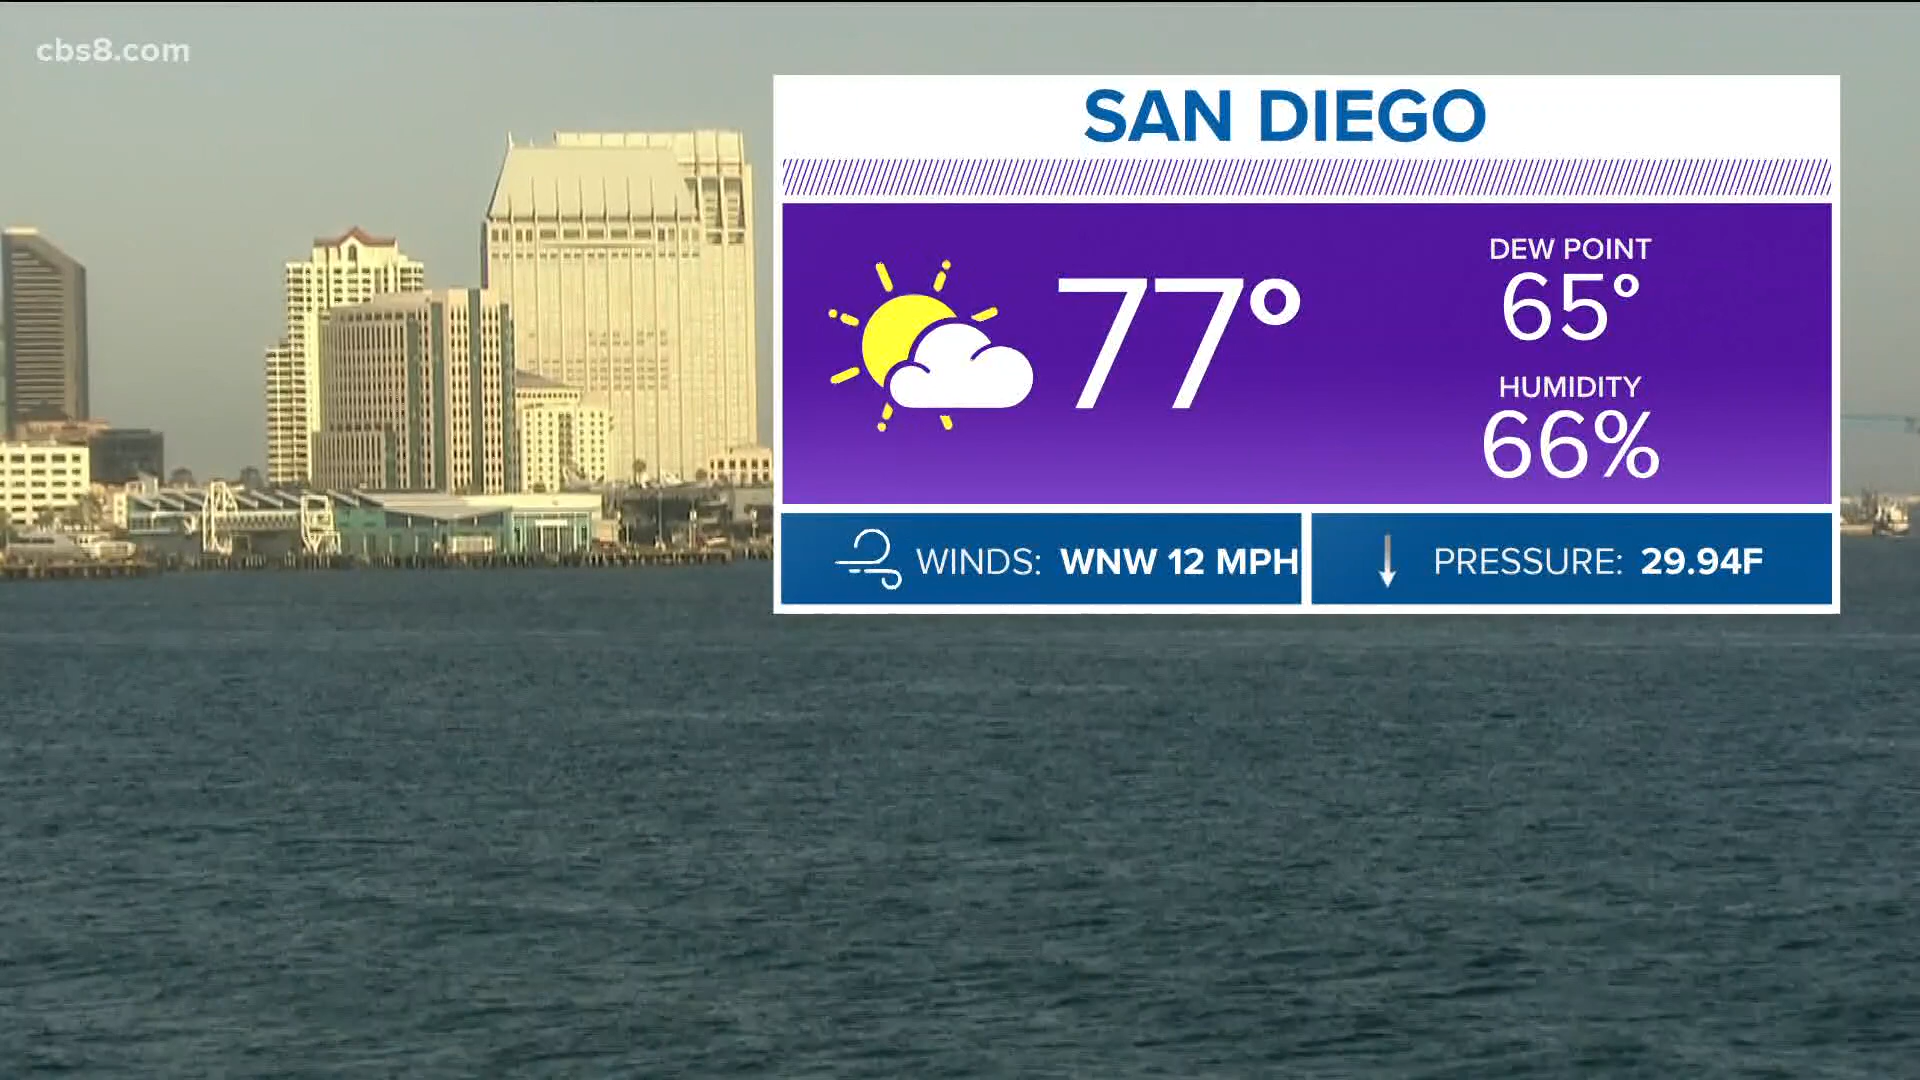 cbs8.com
SAN DIEGO
77°
DEW POINT
65°
HUMIDITY
66%
WINDS: WNW 12 MPH
PRESSURE: 29.94F